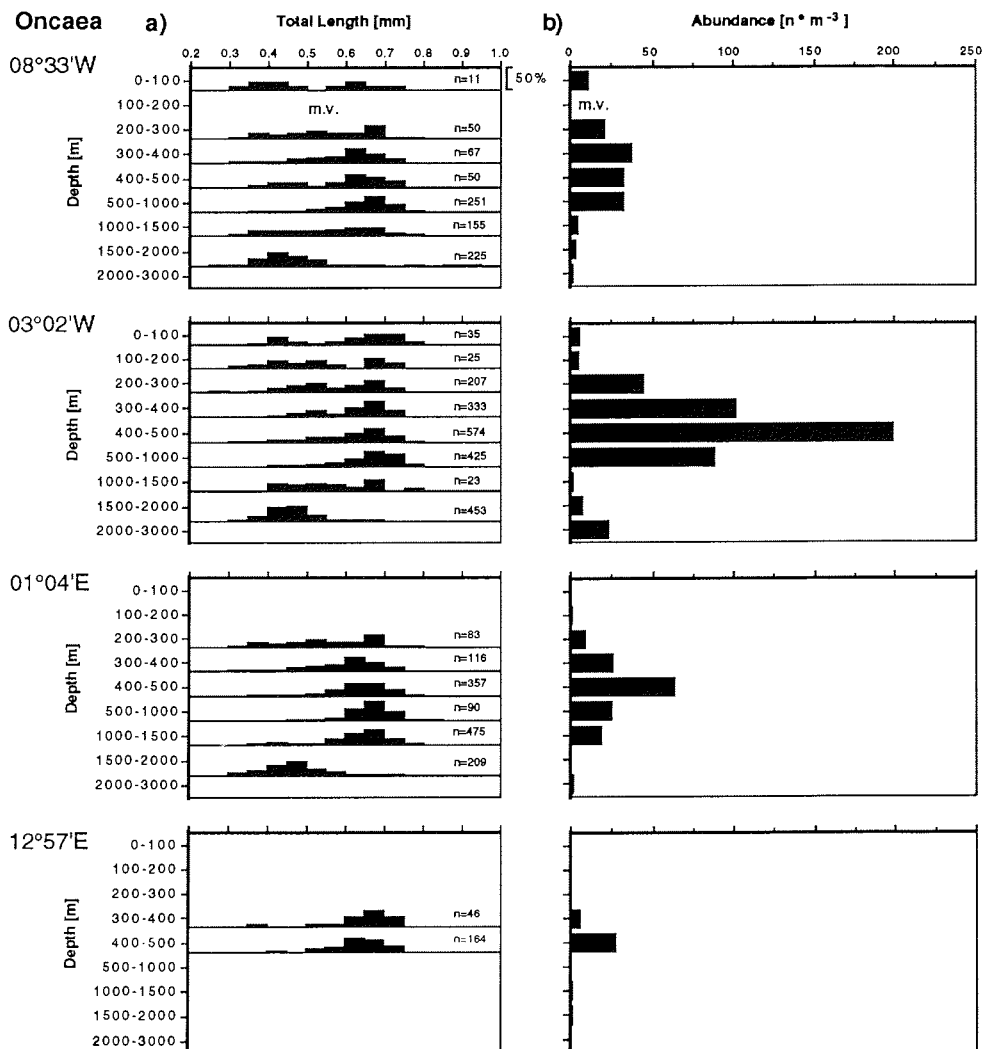 Oncaea a) Total Length [mm] b) Abundance [n * m -3]
0.2 0.3 0.4 0.5 0.6 0.7 0.8 0.9 1.0 0 50 100 150 200 250
08°33'W
0-100 n=11 50%
100-200 m.v. m.v.
200-300 n=50
300-400 n=67
400-500 n=50
500-1000 n=251
1000-1500 n=155
1500-2000 n=225
2000-3000
Depth [m]
03°02'W
0-100 n=35
100-200 n=25
200-300 n=207
300-400 n=333
400-500 n=574
500-1000 n=425
1000-1500 n=23
1500-2000 n=453
2000-3000
Depth [m]
01°04'E
0-100
100-200
200-300 n=83
300-400 n=116
400-500 n=357
500-1000 n=90
1000-1500 n=475
1500-2000 n=209
2000-3000
Depth [m]
12°57'E
0-100
100-200
200-300
300-400 n=46
400-500 n=164
500-1000
1000-1500
1500-2000
2000-3000
Depth [m]